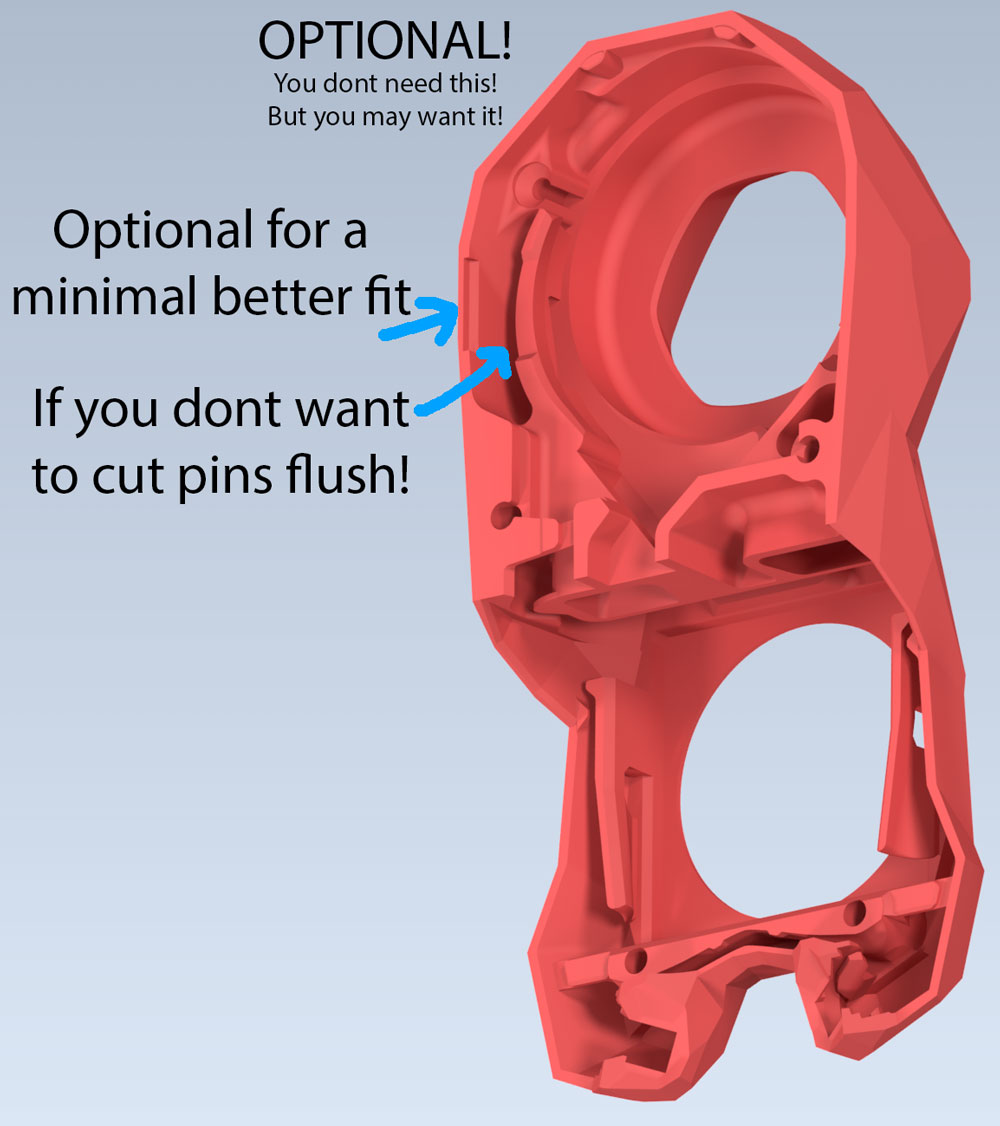 OPTIONAL!
You dont need this!
But you may want it!
Optional for a
minimal better fit
If you dont want
to cut pins flush!